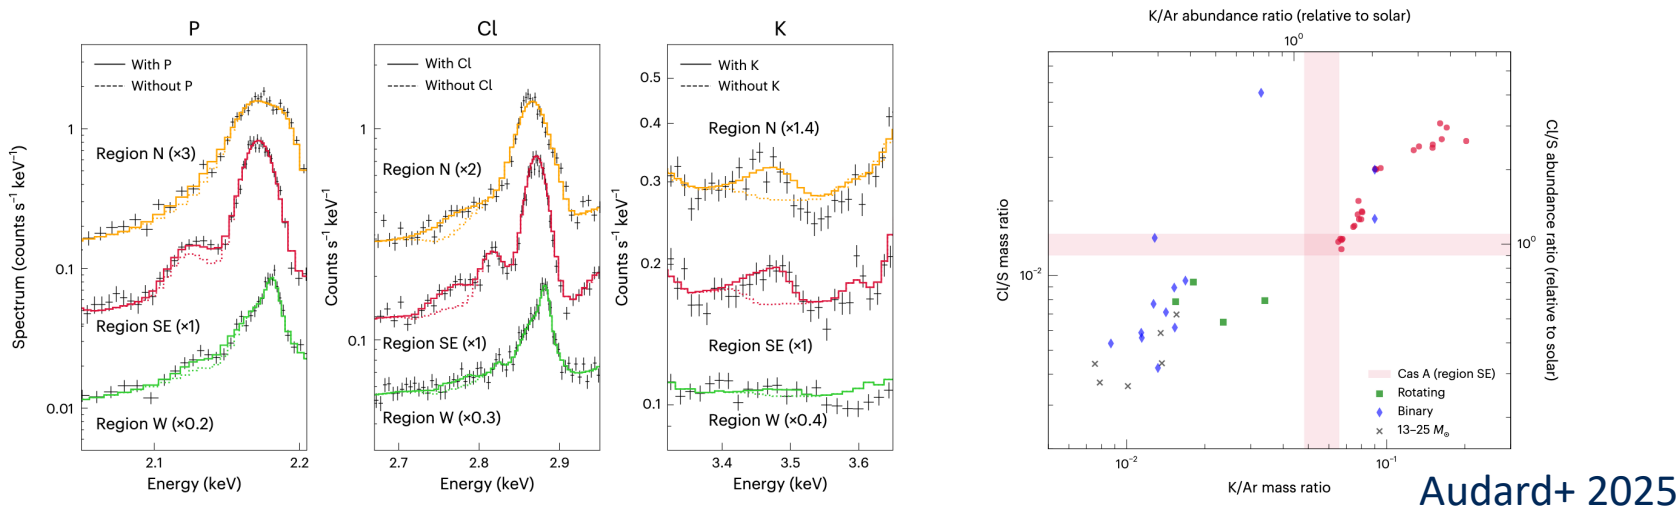 P
With P
Without P
Region N (×3)
Region SE (×1)
Region W (×0.2)
1
0.1
0.01
2.1
2.2
Energy (keV)
Spectrum (counts s⁻¹ keV⁻¹)
Cl
With Cl
Without Cl
Region N (×2)
Region SE (×1)
Region W (×0.3)
1
0.1
2.7
2.8
2.9
Energy (keV)
Counts s⁻¹ keV⁻¹
K
With K
Without K
Region N (×1.4)
Region SE (×1)
Region W (×0.4)
0.5
0.4
0.3
0.2
0.1
3.4
3.5
3.6
Energy (keV)
Counts s⁻¹ keV⁻¹
K/Ar abundance ratio (relative to solar)
10⁰
Cl/S mass ratio
10⁻²
Cl/S abundance ratio (relative to solar)
10⁰
Cas A (region SE)
Rotating
Binary
13–25 M⊙
10⁻²
10⁻¹
K/Ar mass ratio
Audard+ 2025